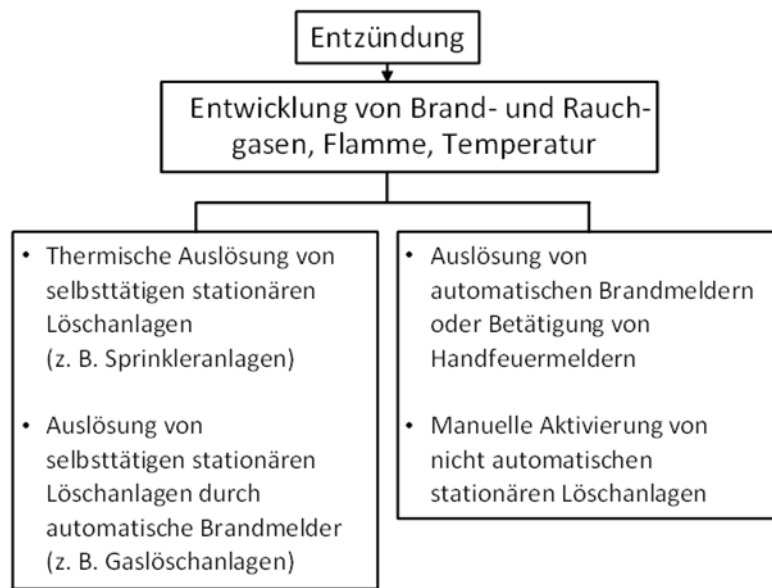 Entzündung
Entwicklung von Brand- und Rauch-
gasen, Flamme, Temperatur
• Thermische Auslösung von
selbsttätigen stationären
Löschanlagen
(z. B. Sprinkleranlagen)
• Auslösung von
selbsttätigen stationären
Löschanlagen durch
automatische Brandmelder
(z. B. Gaslöschanlagen)
• Auslösung von
automatischen Brandmeldern
oder Betätigung von
Handfeuermeldern
• Manuelle Aktivierung von
nicht automatischen
stationären Löschanlagen